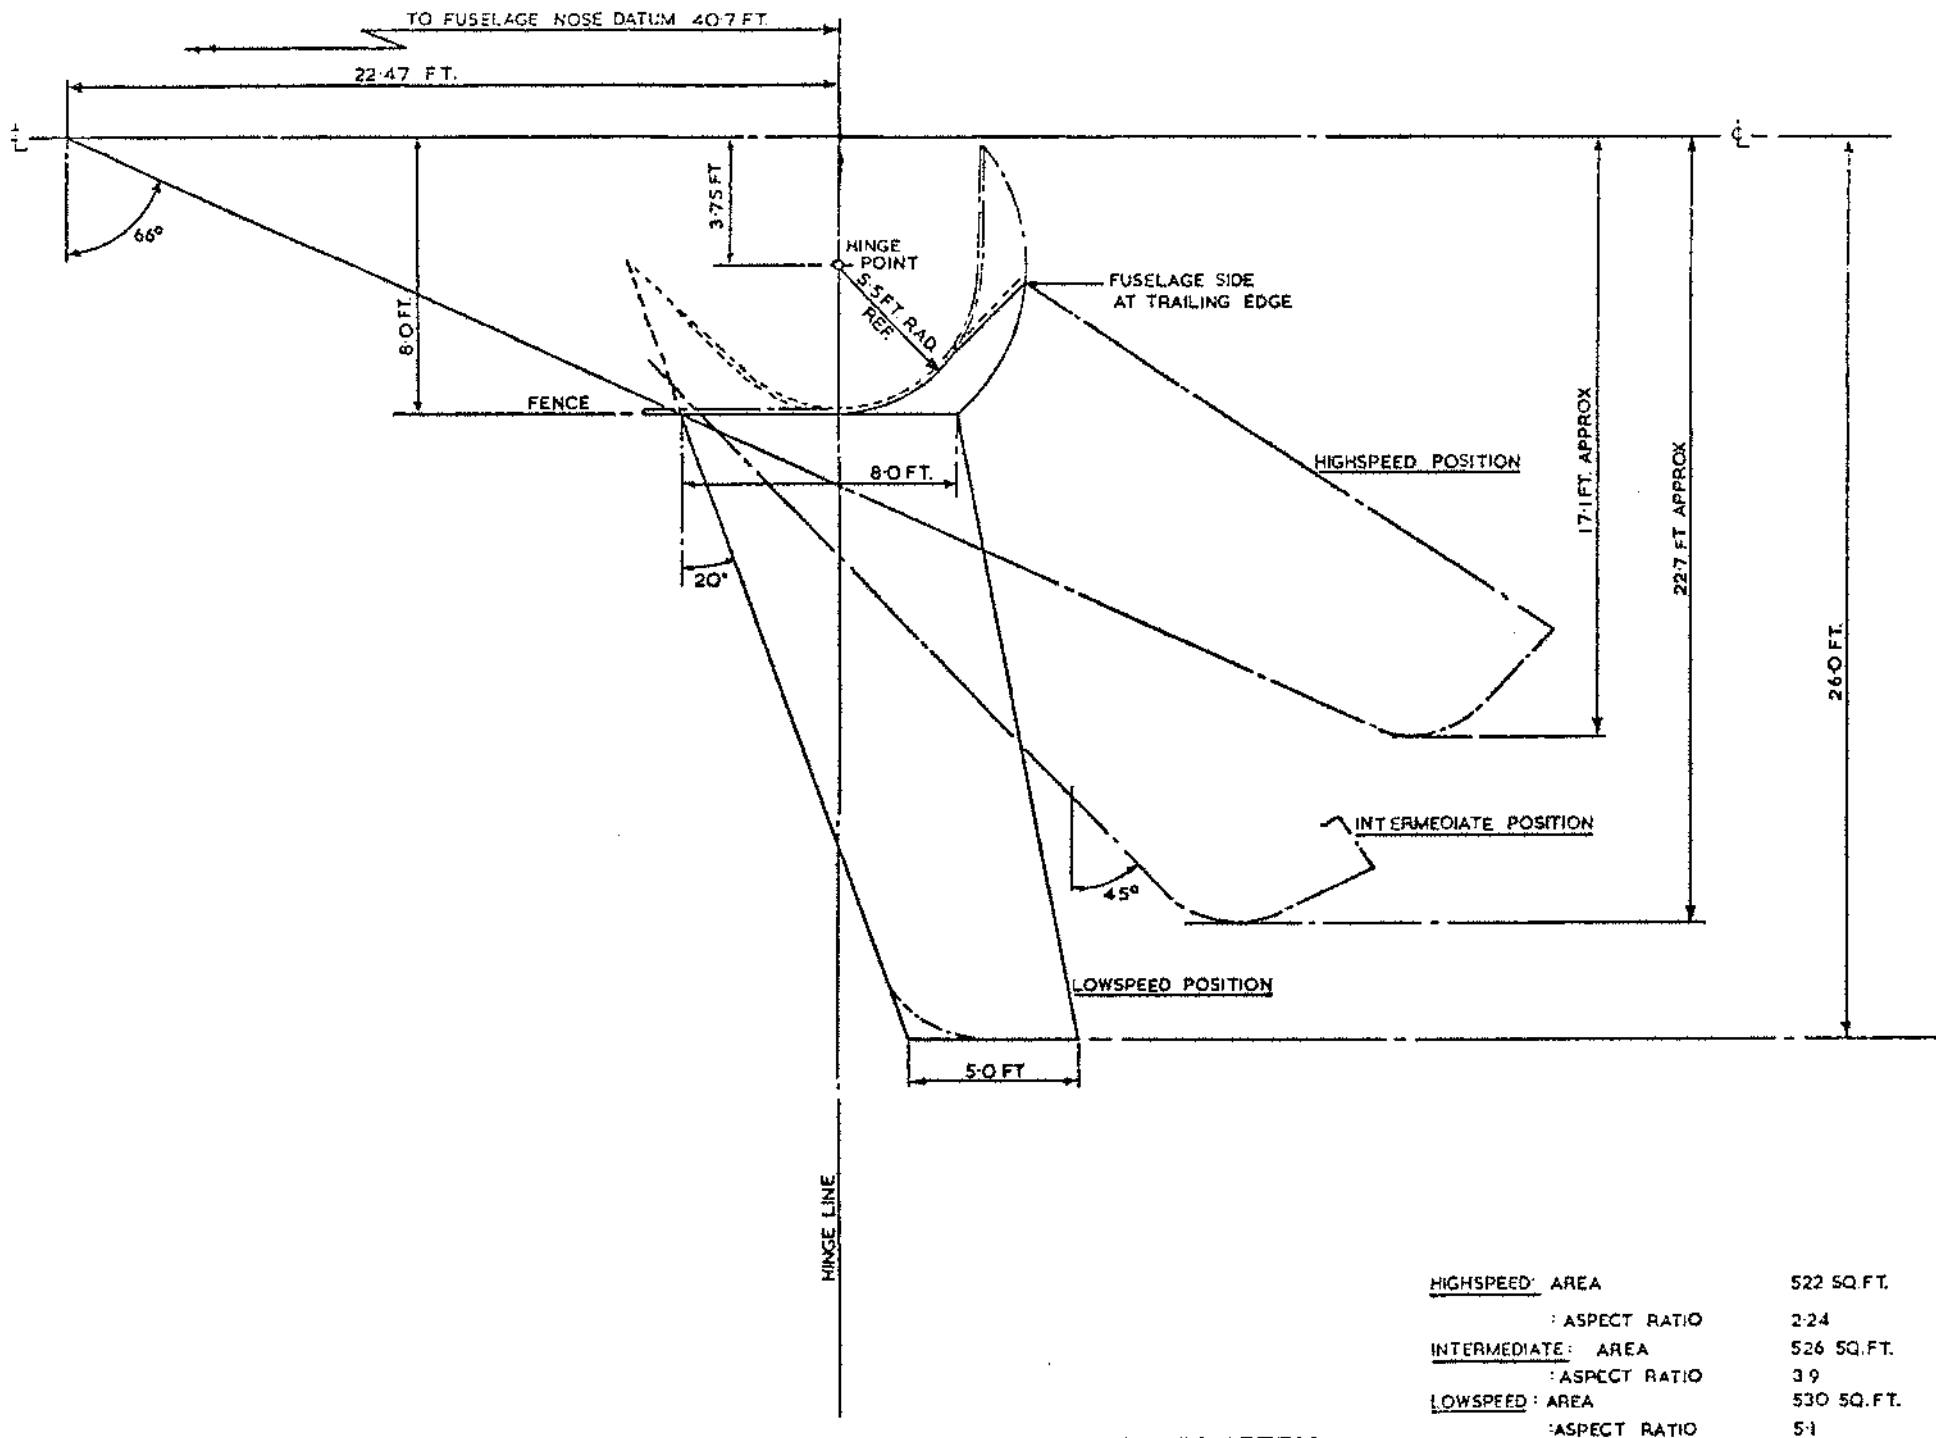 TO FUSELAGE NOSE DATUM 40·7 FT.
22·47 FT.
℄
℄
66°
8·0 FT.
3·75 FT
HINGE
POINT
5·5 FT. RAD.
REF.
FUSELAGE SIDE
AT TRAILING EDGE
FENCE
8·0 FT.
20°
HIGHSPEED POSITION
17·1 FT. APPROX
22·7 FT APPROX
26·0 FT.
INTERMEDIATE POSITION
45°
LOWSPEED POSITION
5·0 FT
HINGE LINE
HIGHSPEED: AREA 522 SQ.FT.
: ASPECT RATIO 2·24
INTERMEDIATE: AREA 526 SQ.FT.
: ASPECT RATIO 3·9
LOWSPEED: AREA 530 SQ.FT.
:ASPECT RATIO 5·1